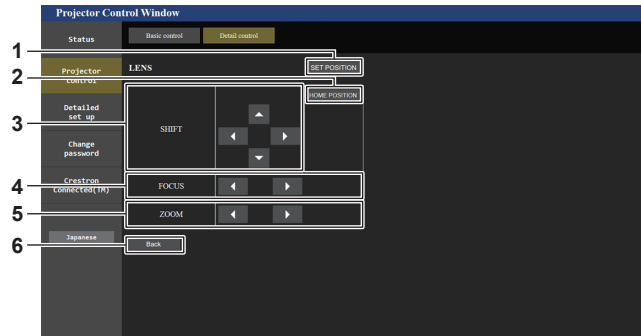 Projector Control Window
Status
Basic control
Detail control
1
LENS
SET POSITION
Projector
control
2
HOME POSITION
Detailed
set up
3
SHIFT
Change
password
4
FOCUS
Crestron
Connected(TM)
5
ZOOM
Japanese
6
Back